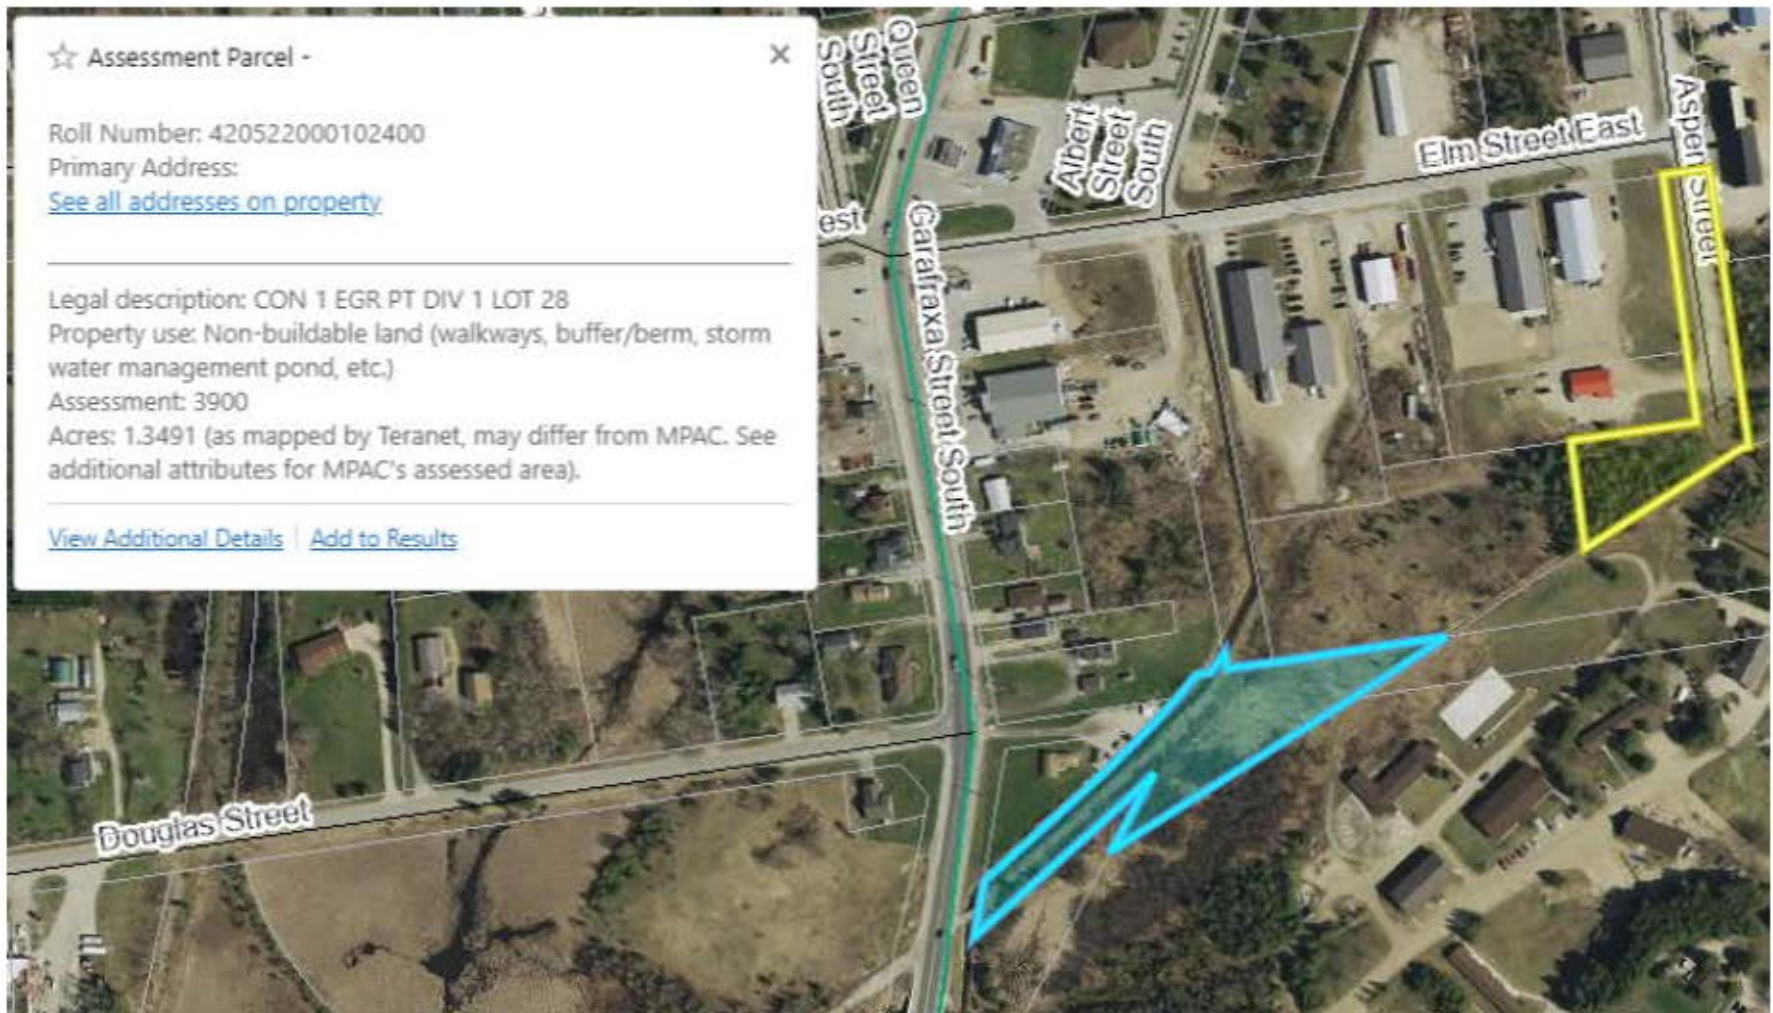 Assessment Parcel -
Roll Number: 420522000102400
Primary Address:
See all addresses on property
Legal description: CON 1 EGR PT DIV 1 LOT 28
Property use: Non-buildable land (walkways, buffer/berm, storm
water management pond, etc.)
Assessment: 3900
Acres: 1.3491 (as mapped by Teranet, may differ from MPAC. See
additional attributes for MPAC's assessed area).
View Additional Details | Add to Results
Queen
Street
South
Albert
Street
South
Elm Street East
Aspen Street
est
Garafraxa Street South
Douglas Street